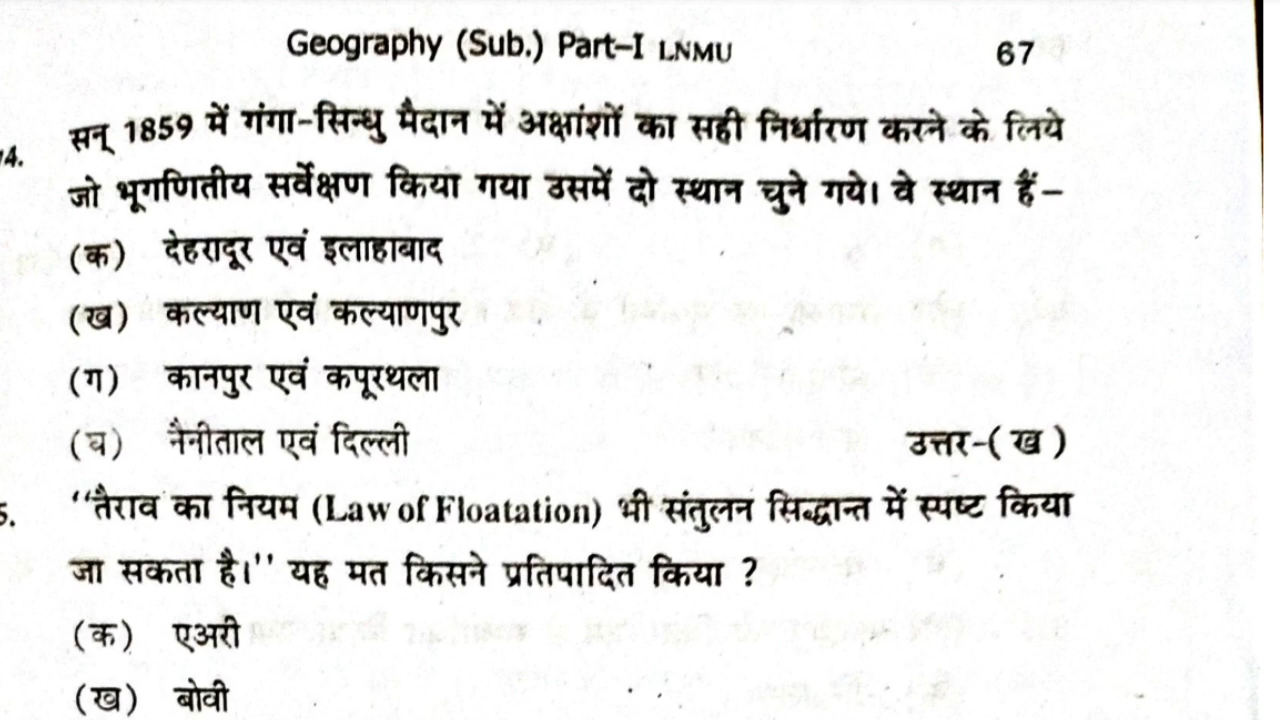 Geography (Sub.) Part–I LNMU 67
4. सन् 1859 में गंगा-सिन्धु मैदान में अक्षांशों का सही निर्धारण करने के लिये
जो भूगणितीय सर्वेक्षण किया गया उसमें दो स्थान चुने गये। वे स्थान हैं–
(क) देहरादूर एवं इलाहाबाद
(ख) कल्याण एवं कल्याणपुर
(ग) कानपुर एवं कपूरथला
(घ) नैनीताल एवं दिल्ली उत्तर-( ख )
5. “तैराव का नियम (Law of Floatation) भी संतुलन सिद्धान्त में स्पष्ट किया
जा सकता है।” यह मत किसने प्रतिपादित किया ?
(क) एअरी
(ख) बोवी